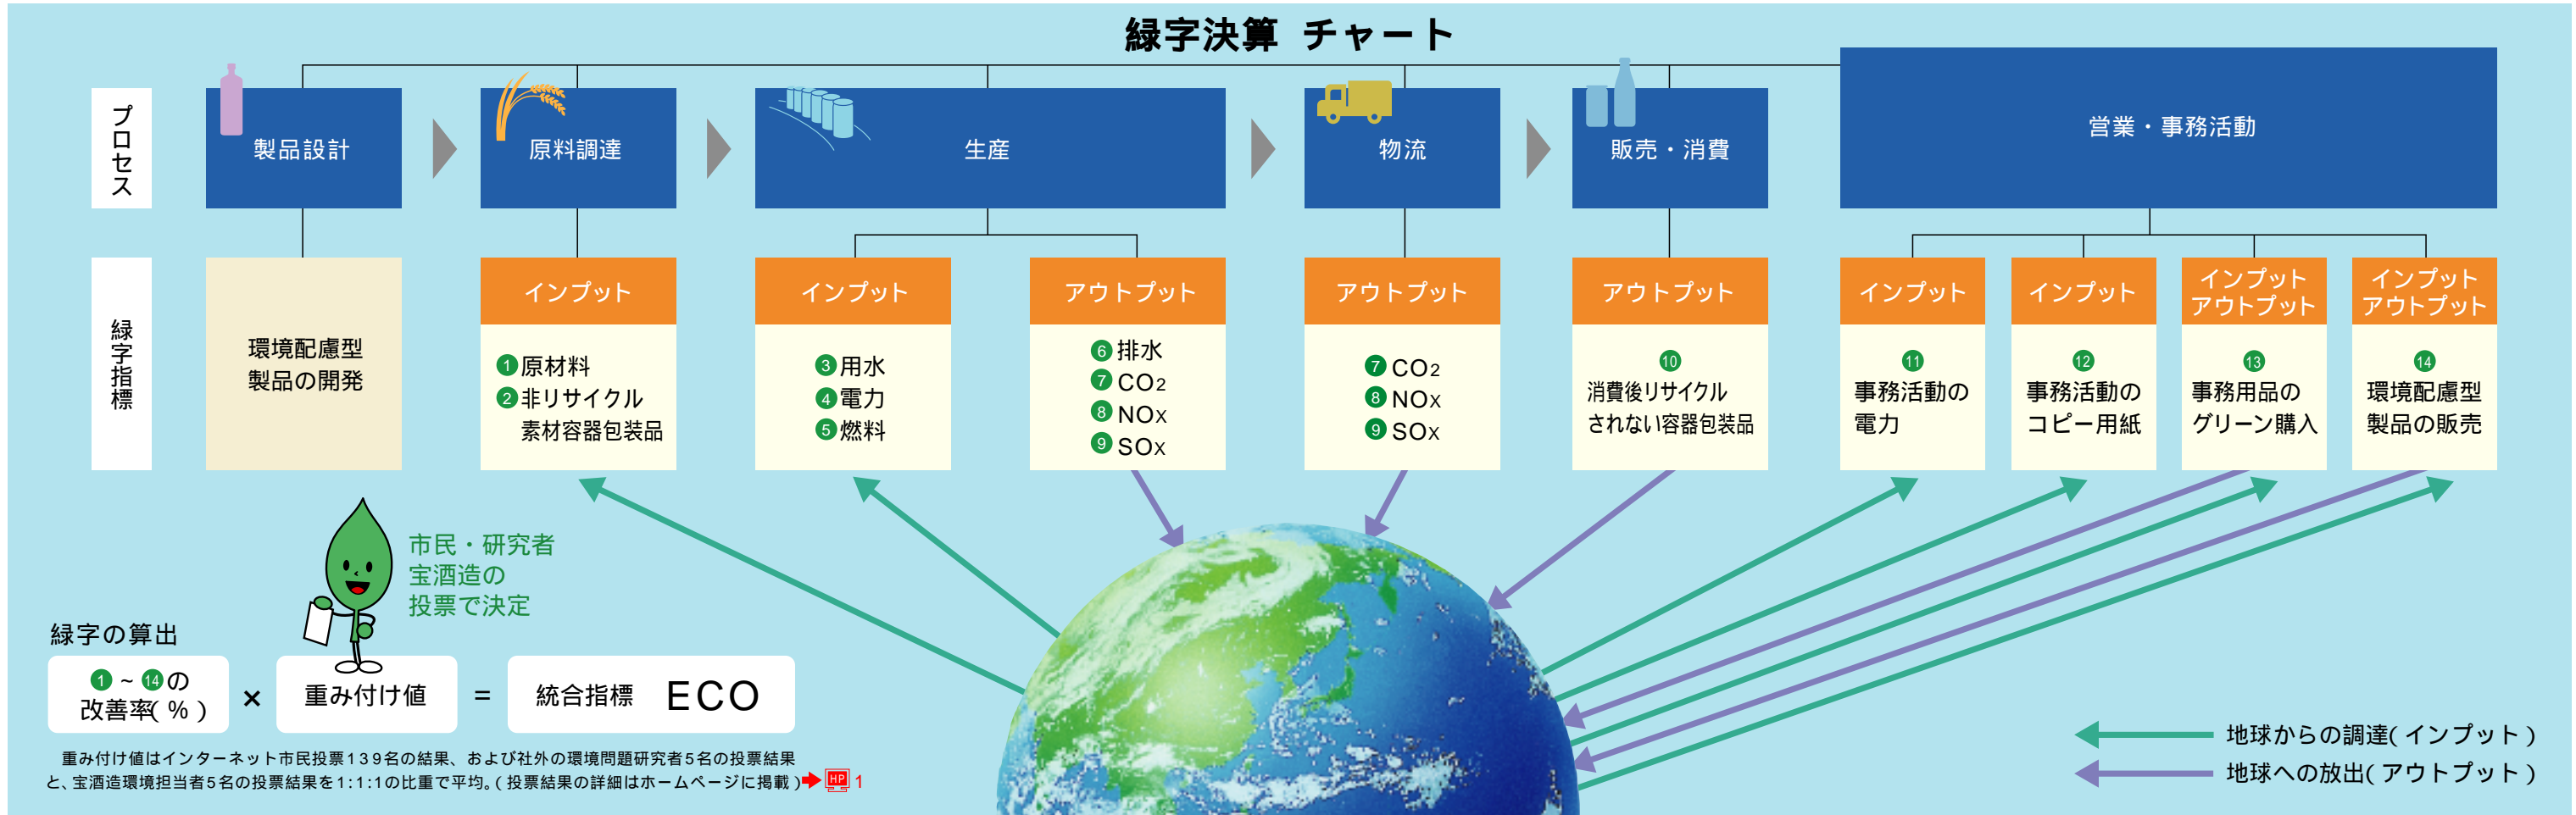 緑字決算 チャート
プロセス
製品設計
原料調達
生産
物流
販売・消費
営業・事務活動
緑字指標
環境配慮型
製品の開発
インプット
①原材料
②非リサイクル
素材容器包装品
インプット
③用水
④電力
⑤燃料
アウトプット
⑥排水
⑦CO2
⑧NOX
⑨SOX
アウトプット
⑦CO2
⑧NOX
⑨SOX
アウトプット
⑩
消費後リサイクル
されない容器包装品
インプット
⑪
事務活動の
電力
インプット
⑫
事務活動の
コピー用紙
インプット
アウトプット
⑬
事務用品の
グリーン購入
インプット
アウトプット
⑭
環境配慮型
製品の販売
市民・研究者
宝酒造の
投票で決定
緑字の算出
①~⑭の
改善率(%)
×
重み付け値
=
統合指標 ECO
重み付け値はインターネット市民投票139名の結果、および社外の環境問題研究者5名の投票結果
と、宝酒造環境担当者5名の投票結果を1:1:1の比重で平均。(投票結果の詳細はホームページに掲載)➡HP 1
地球からの調達(インプット)
地球への放出(アウトプット)